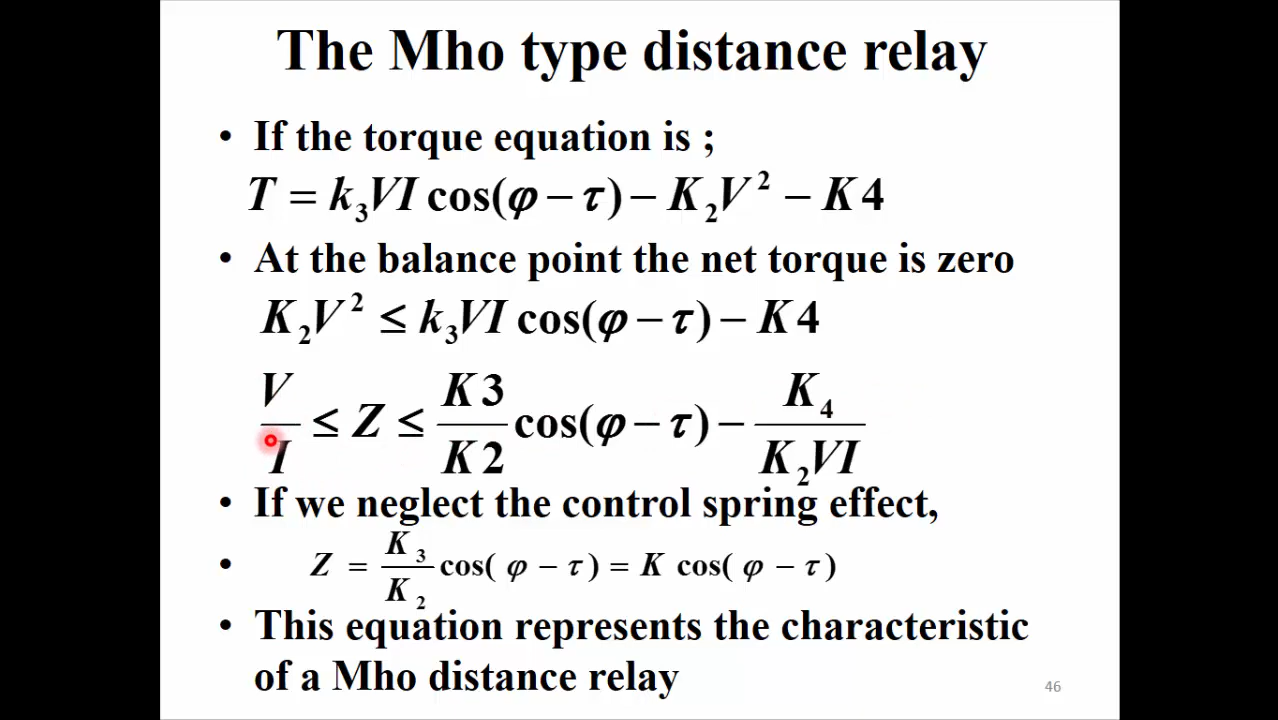 The Mho type distance relay
• If the torque equation is ;
T = k₃VI cos(φ − τ) − K₂V² − K4
• At the balance point the net torque is zero
K₂V² ≤ k₃VI cos(φ − τ) − K4
V/I ≤ Z ≤ K3/K2 cos(φ − τ) − K₄/K₂VI
• If we neglect the control spring effect,
• Z = K₃/K₂ cos( φ − τ ) = K cos( φ − τ )
• This equation represents the characteristic
of a Mho distance relay
46